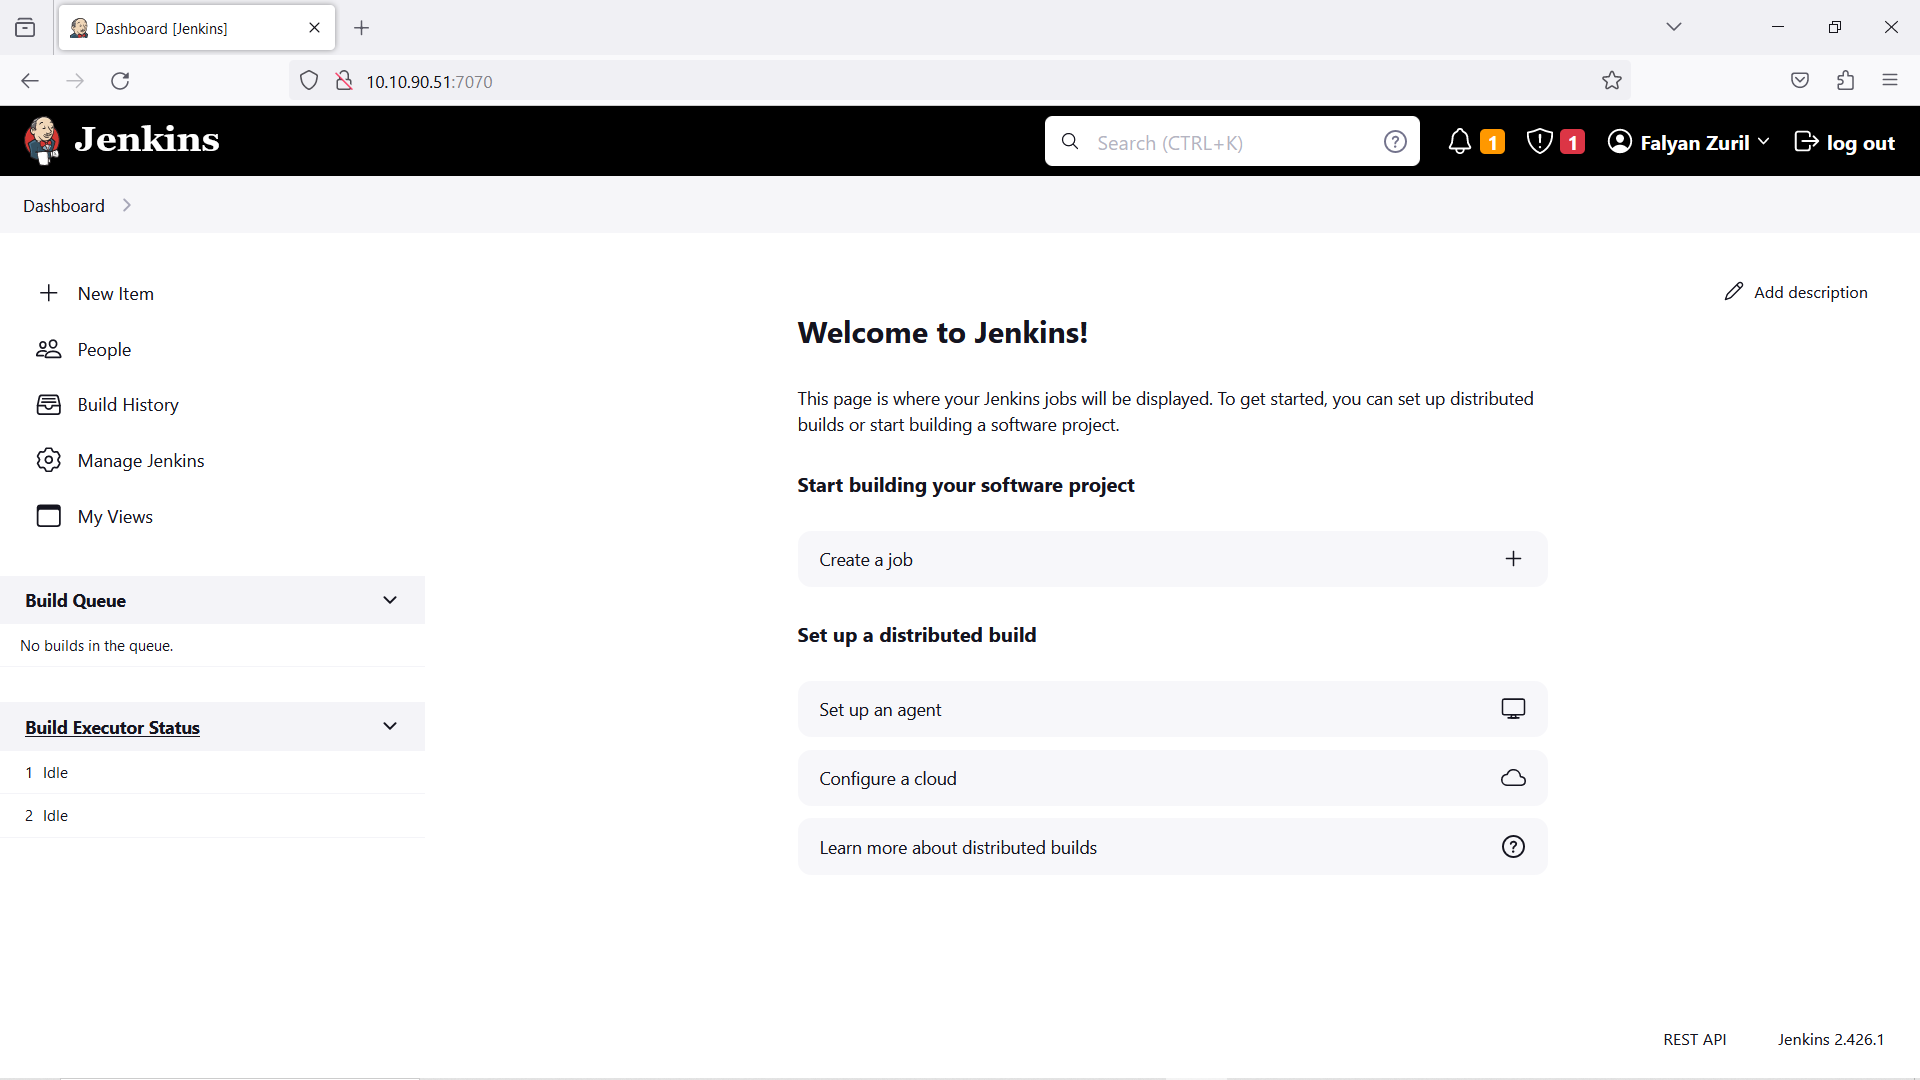 Dashboard [Jenkins]
10.10.90.51:7070
Jenkins
Search (CTRL+K)
1
1
Falyan Zuril
log out
Dashboard
New Item
People
Build History
Manage Jenkins
My Views
Build Queue
No builds in the queue.
Build Executor Status
1 Idle
2 Idle
Add description
Welcome to Jenkins!
This page is where your Jenkins jobs will be displayed. To get started, you can set up distributed
builds or start building a software project.
Start building your software project
Create a job
Set up a distributed build
Set up an agent
Configure a cloud
Learn more about distributed builds
REST API
Jenkins 2.426.1